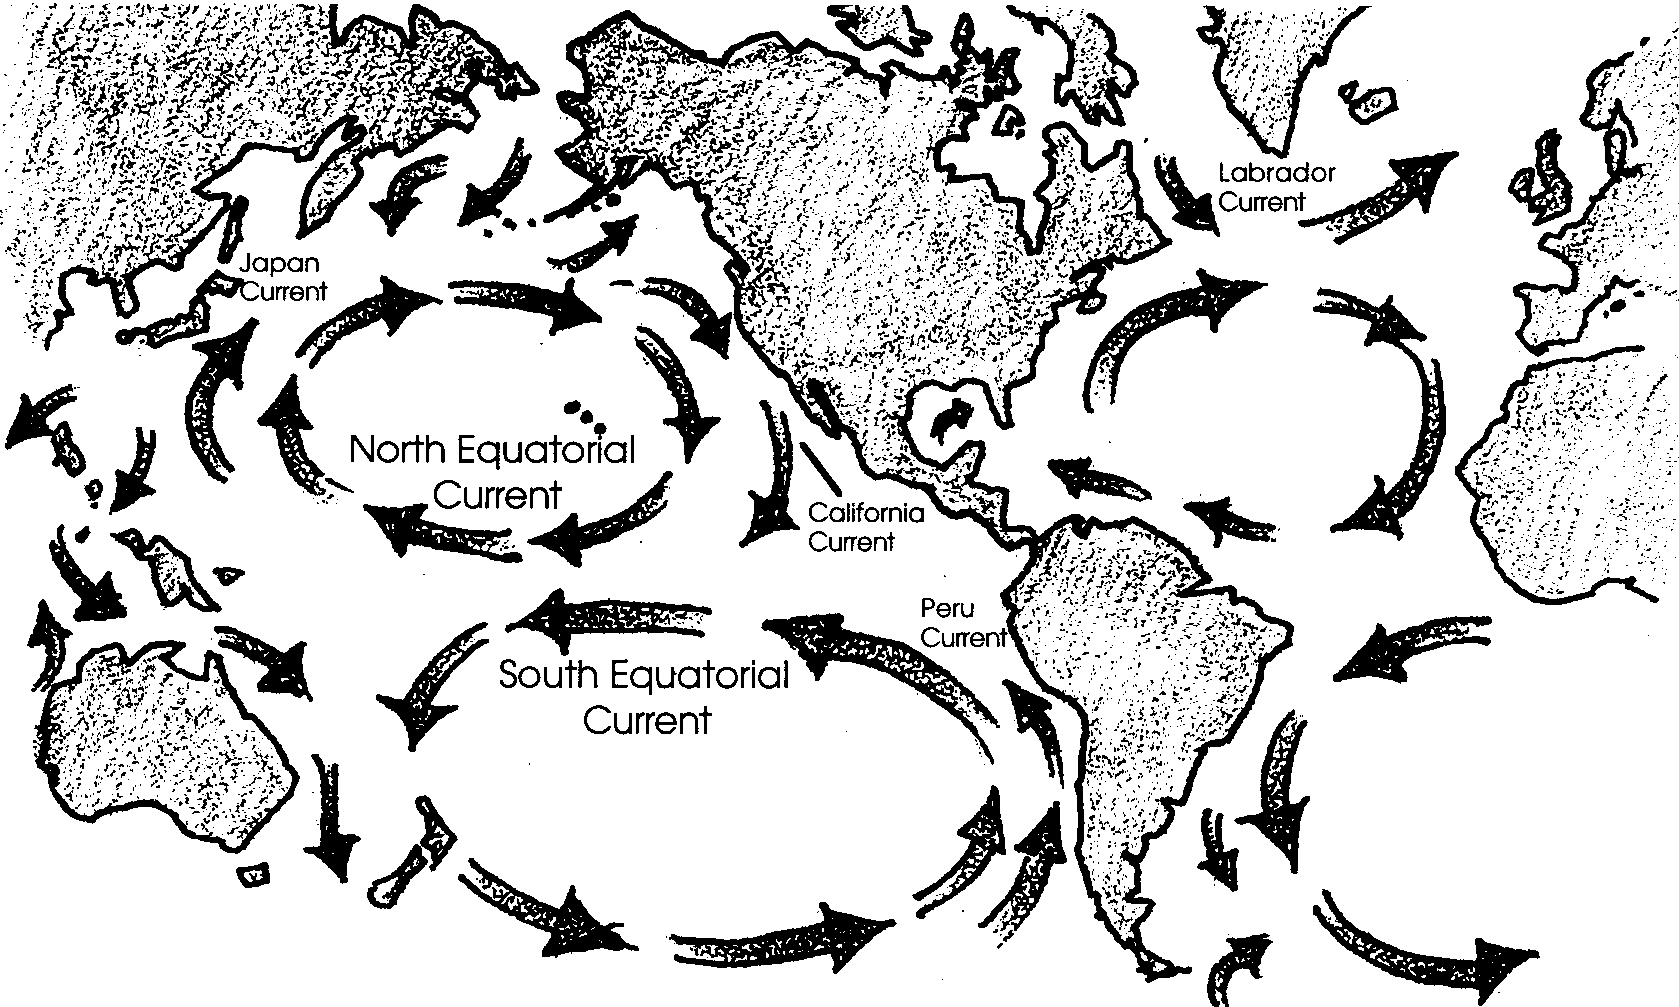 Labrador
Current
Japan
Current
North Equatorial
Current
California
Current
Peru
Current
South Equatorial
Current